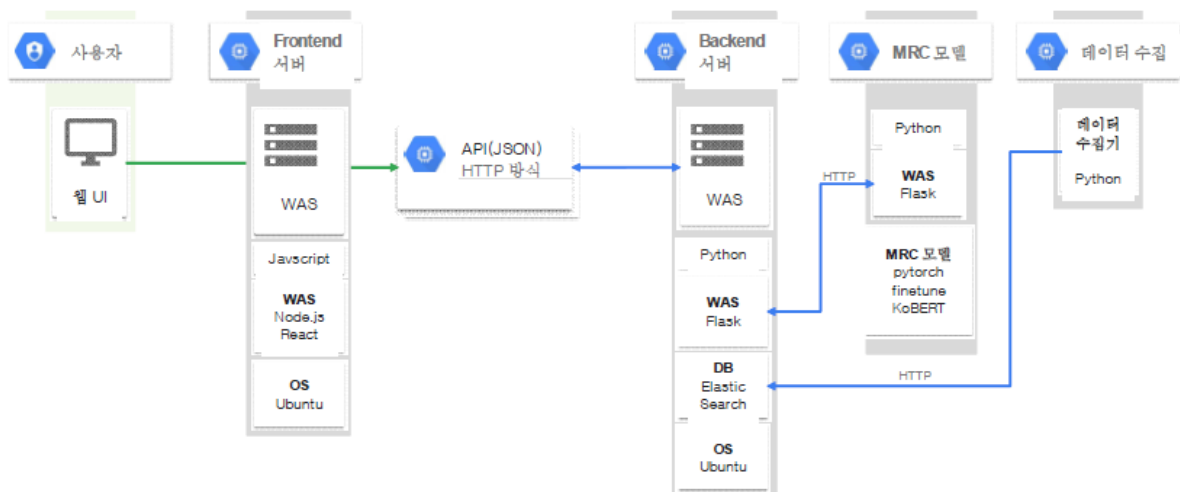 사용자
웹 UI
Frontend
서버
WAS
Javscript
WAS
Node.js
React
OS
Ubuntu
API(JSON)
HTTP 방식
Backend
서버
WAS
Python
WAS
Flask
DB
Elastic
Search
OS
Ubuntu
HTTP
HTTP
MRC 모델
Python
WAS
Flask
MRC 모델
pytorch
finetune
KoBERT
데이터 수집
데이터
수집기
Python